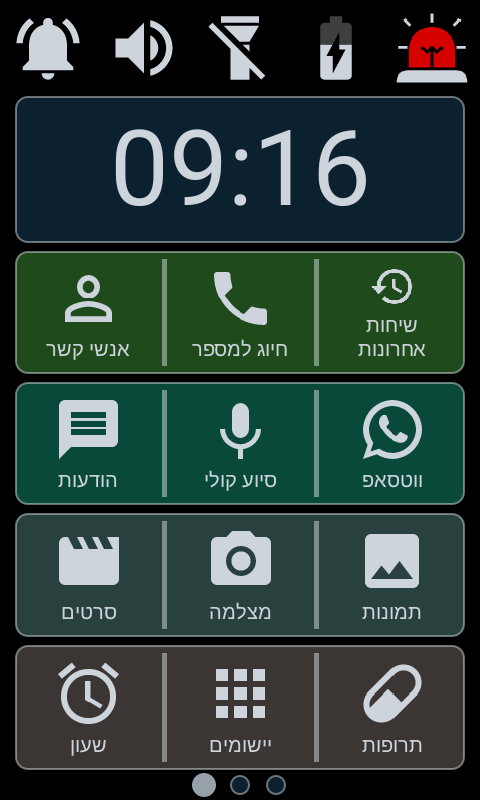 09:16
שיחות
אחרונות
חיוג למספר
אנשי קשר
ווטסאפ
סיוע קולי
הודעות
תמונות
מצלמה
סרטים
תרופות
יישומים
שעון